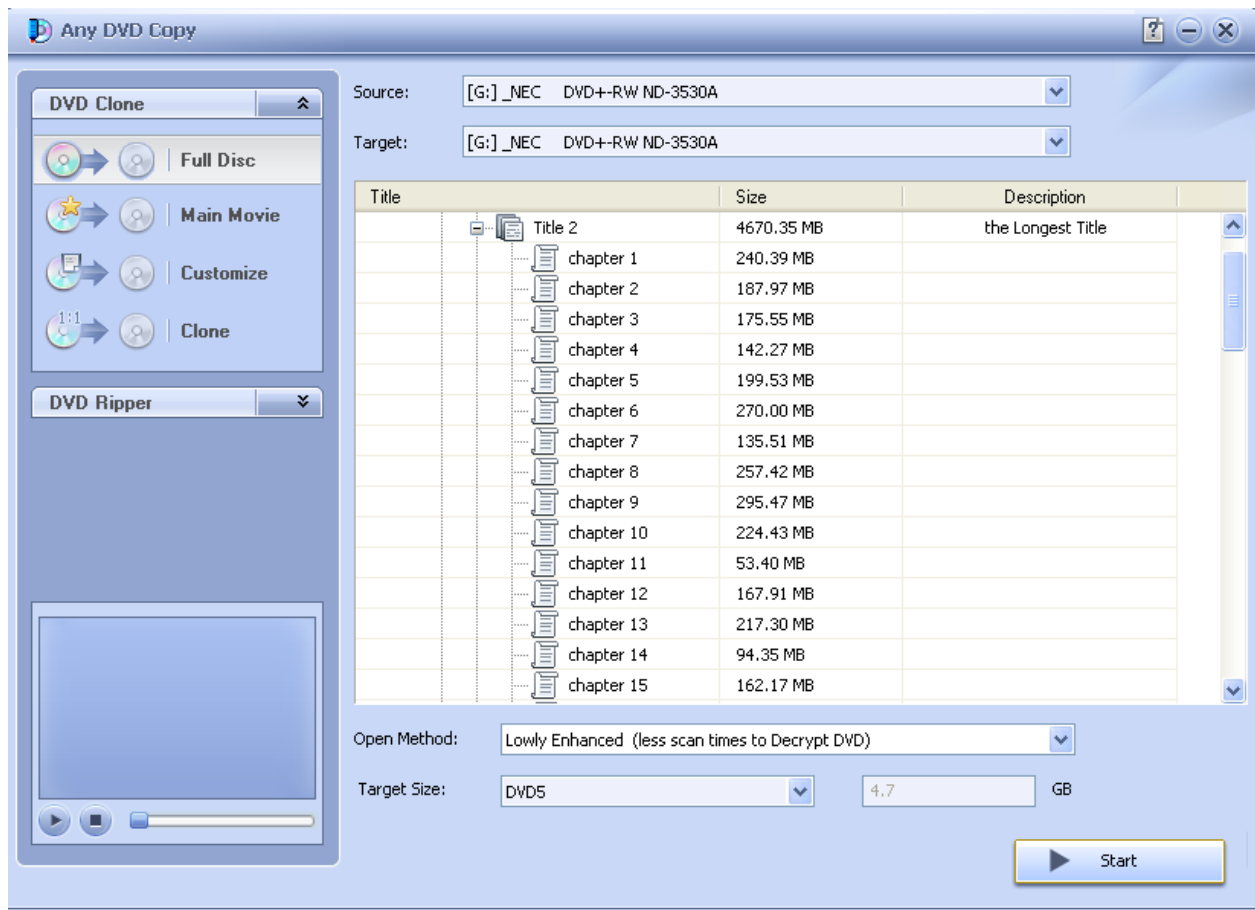 Any DVD Copy
DVD Clone
Full Disc
Main Movie
Customize
1:1
Clone
DVD Ripper
Source: [G:] _NEC DVD+-RW ND-3530A
Target: [G:] _NEC DVD+-RW ND-3530A
Title Size Description
Title 2 4670.35 MB the Longest Title
chapter 1 240.39 MB
chapter 2 187.97 MB
chapter 3 175.55 MB
chapter 4 142.27 MB
chapter 5 199.53 MB
chapter 6 270.00 MB
chapter 7 135.51 MB
chapter 8 257.42 MB
chapter 9 295.47 MB
chapter 10 224.43 MB
chapter 11 53.40 MB
chapter 12 167.91 MB
chapter 13 217.30 MB
chapter 14 94.35 MB
chapter 15 162.17 MB
Open Method: Lowly Enhanced (less scan times to Decrypt DVD)
Target Size: DVD5 4.7 GB
Start